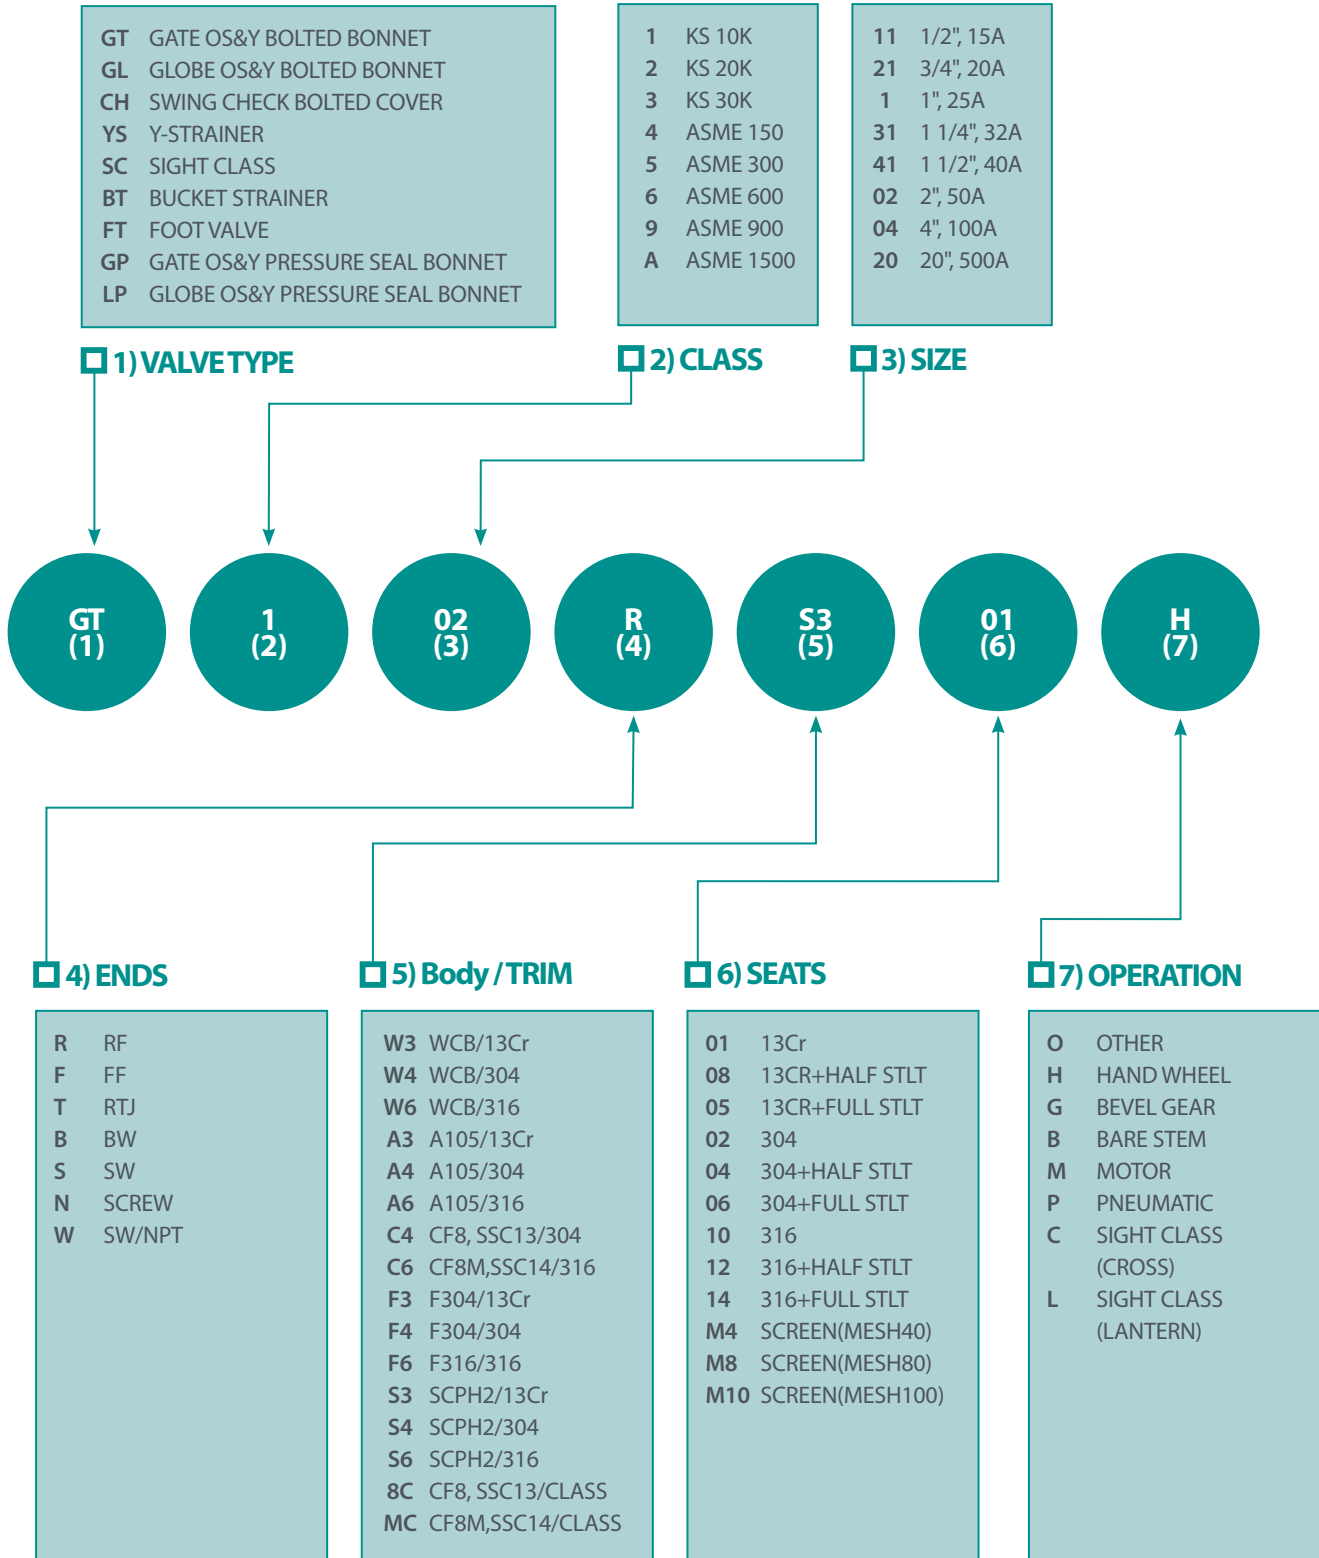 GT GATE OS&Y BOLTED BONNET
GL GLOBE OS&Y BOLTED BONNET
CH SWING CHECK BOLTED COVER
YS Y-STRAINER
SC SIGHT CLASS
BT BUCKET STRAINER
FT FOOT VALVE
GP GATE OS&Y PRESSURE SEAL BONNET
LP GLOBE OS&Y PRESSURE SEAL BONNET
1) VALVE TYPE
1 KS 10K
2 KS 20K
3 KS 30K
4 ASME 150
5 ASME 300
6 ASME 600
9 ASME 900
A ASME 1500
2) CLASS
11 1/2", 15A
21 3/4", 20A
1 1", 25A
31 1 1/4", 32A
41 1 1/2", 40A
02 2", 50A
04 4", 100A
20 20", 500A
3) SIZE
GT
(1)
1
(2)
02
(3)
R
(4)
S3
(5)
01
(6)
H
(7)
4) ENDS
R RF
F FF
T RTJ
B BW
S SW
N SCREW
W SW/NPT
5) Body / TRIM
W3 WCB/13Cr
W4 WCB/304
W6 WCB/316
A3 A105/13Cr
A4 A105/304
A6 A105/316
C4 CF8, SSC13/304
C6 CF8M,SSC14/316
F3 F304/13Cr
F4 F304/304
F6 F316/316
S3 SCPH2/13Cr
S4 SCPH2/304
S6 SCPH2/316
8C CF8, SSC13/CLASS
MC CF8M,SSC14/CLASS
6) SEATS
01 13Cr
08 13CR+HALF STLT
05 13CR+FULL STLT
02 304
04 304+HALF STLT
06 304+FULL STLT
10 316
12 316+HALF STLT
14 316+FULL STLT
M4 SCREEN(MESH40)
M8 SCREEN(MESH80)
M10 SCREEN(MESH100)
7) OPERATION
O OTHER
H HAND WHEEL
G BEVEL GEAR
B BARE STEM
M MOTOR
P PNEUMATIC
C SIGHT CLASS
(CROSS)
L SIGHT CLASS
(LANTERN)